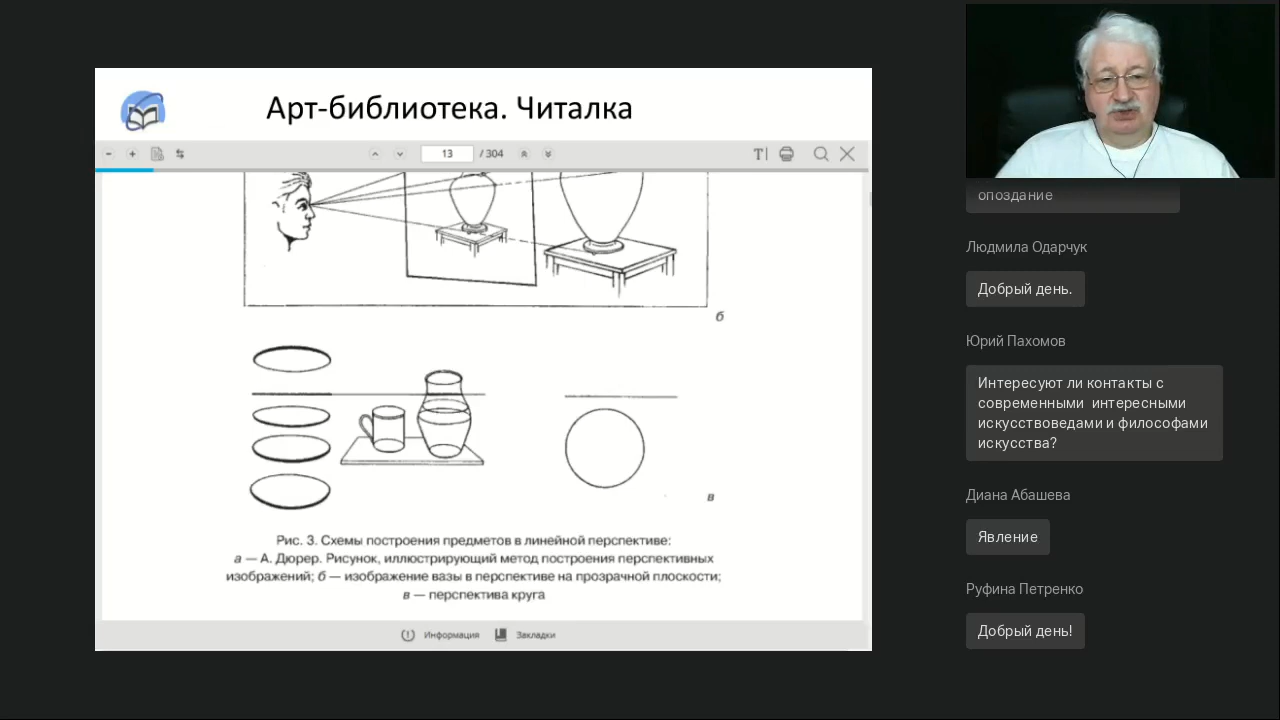 Арт-библиотека. Читалка
13 / 304
T
б
в
Рис. 3. Схемы построения предметов в линейной перспективе:
а — А. Дюрер. Рисунок, иллюстрирующий метод построения перспективных
изображений; б — изображение вазы в перспективе на прозрачной плоскости;
в — перспектива круга
Информация Закладки
опоздание
Людмила Одарчук
Добрый день.
Юрий Пахомов
Интересуют ли контакты с
современными интересными
искусствоведами и философами
искусства?
Диана Абашева
Явление
Руфина Петренко
Добрый день!